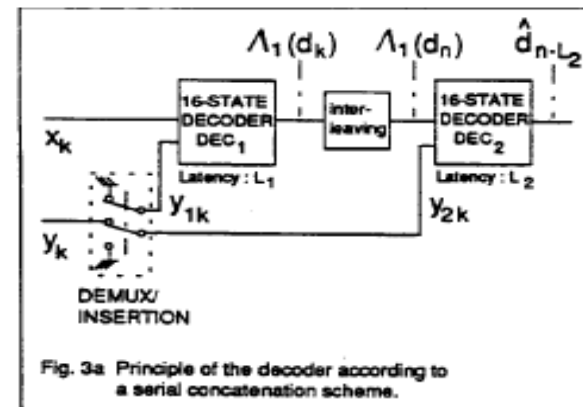 Λ₁(dₖ) Λ₁(dₙ) d̂ₙ₋L₂
16-STATE
DECODER
DEC₁
inter-
leaving
16-STATE
DECODER
DEC₂
xₖ
Latency : L₁
Latency : L₂
y₁ₖ
y₂ₖ
yₖ
DEMUX/
INSERTION
Fig. 3a Principle of the decoder according to
a serial concatenation scheme.